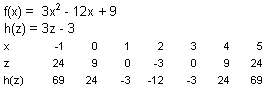 f(x) = 3x² - 12x + 9
h(z) = 3z - 3
x -1 0 1 2 3 4 5
z 24 9 0 -3 0 9 24
h(z) 69 24 -3 -12 -3 24 69